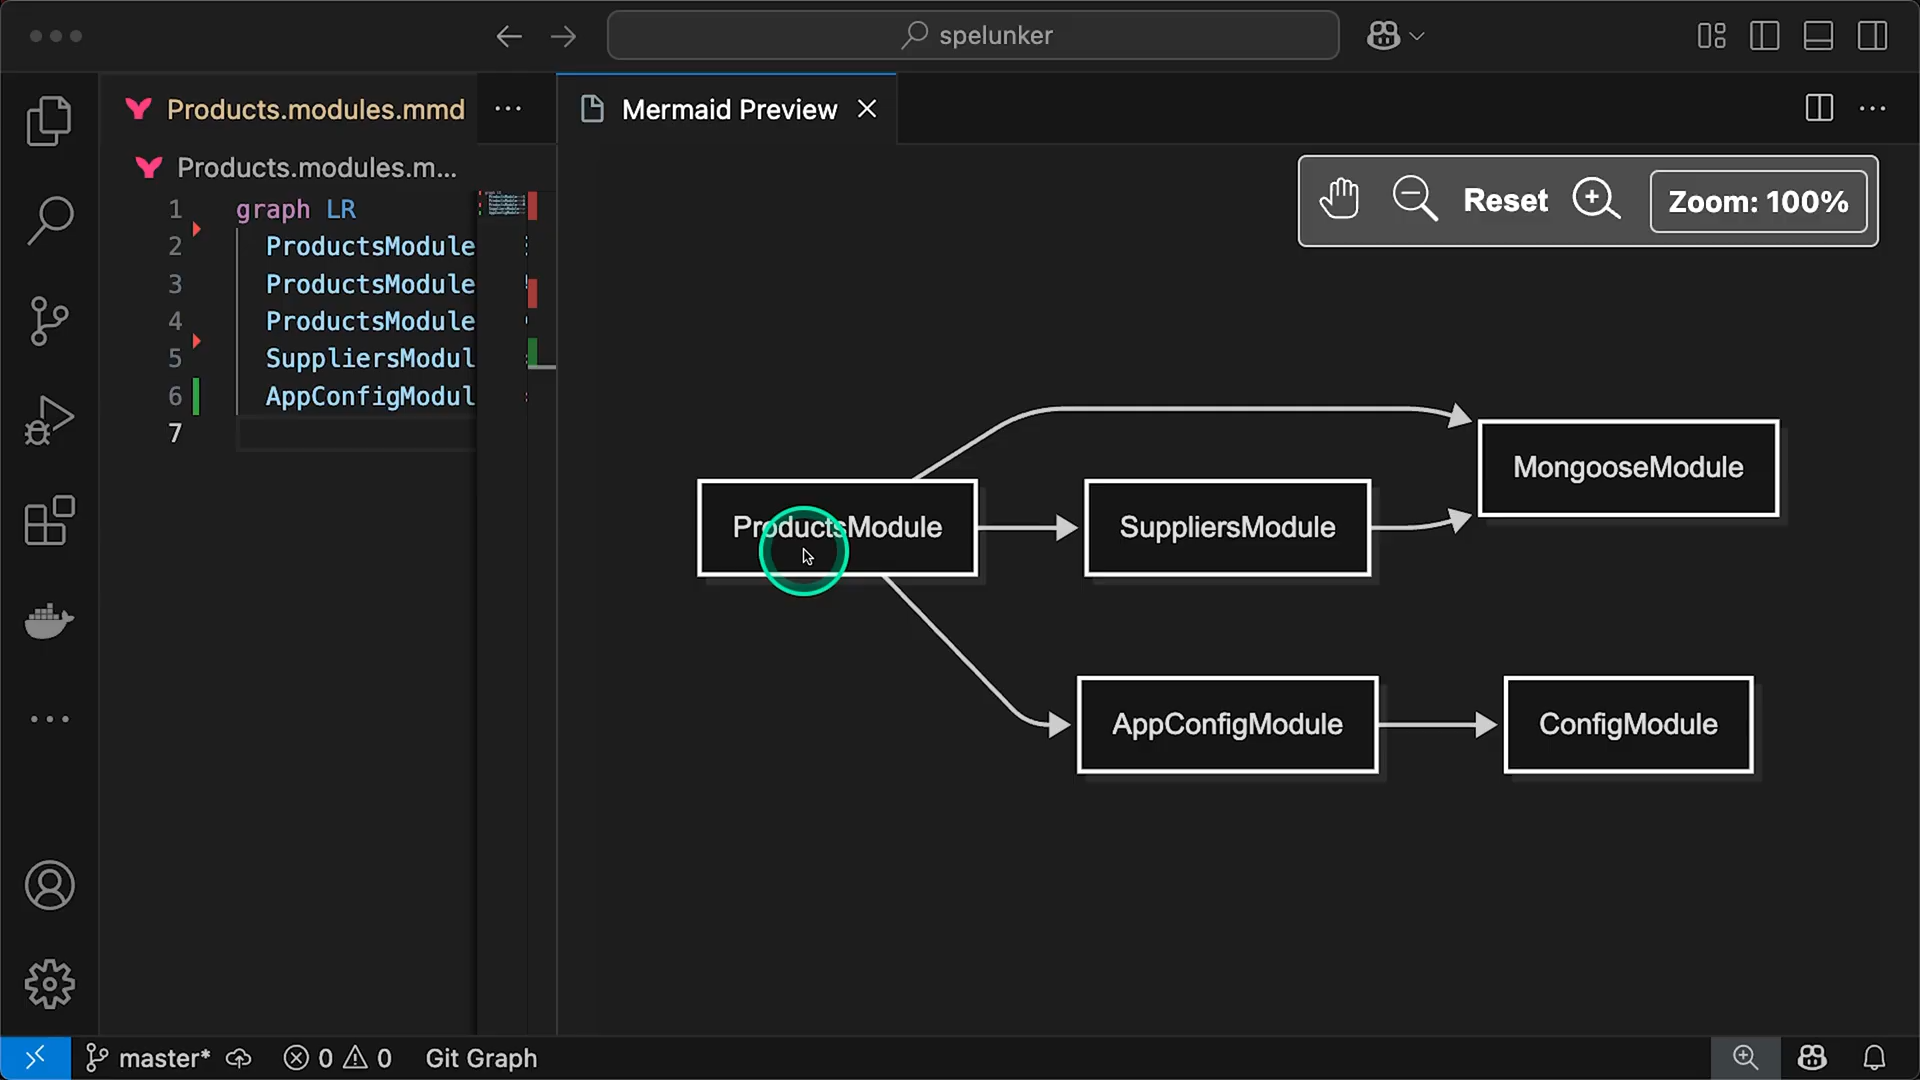 spelunker
Products.modules.mmd
Mermaid Preview
Products.modules.m...
Reset
Zoom: 100%
1 graph LR
2 ProductsModule
3 ProductsModule
4 ProductsModule
5 SuppliersModul
6 AppConfigModul
7
MongooseModule
ProductsModule
SuppliersModule
AppConfigModule
ConfigModule
master*
0
0
Git Graph